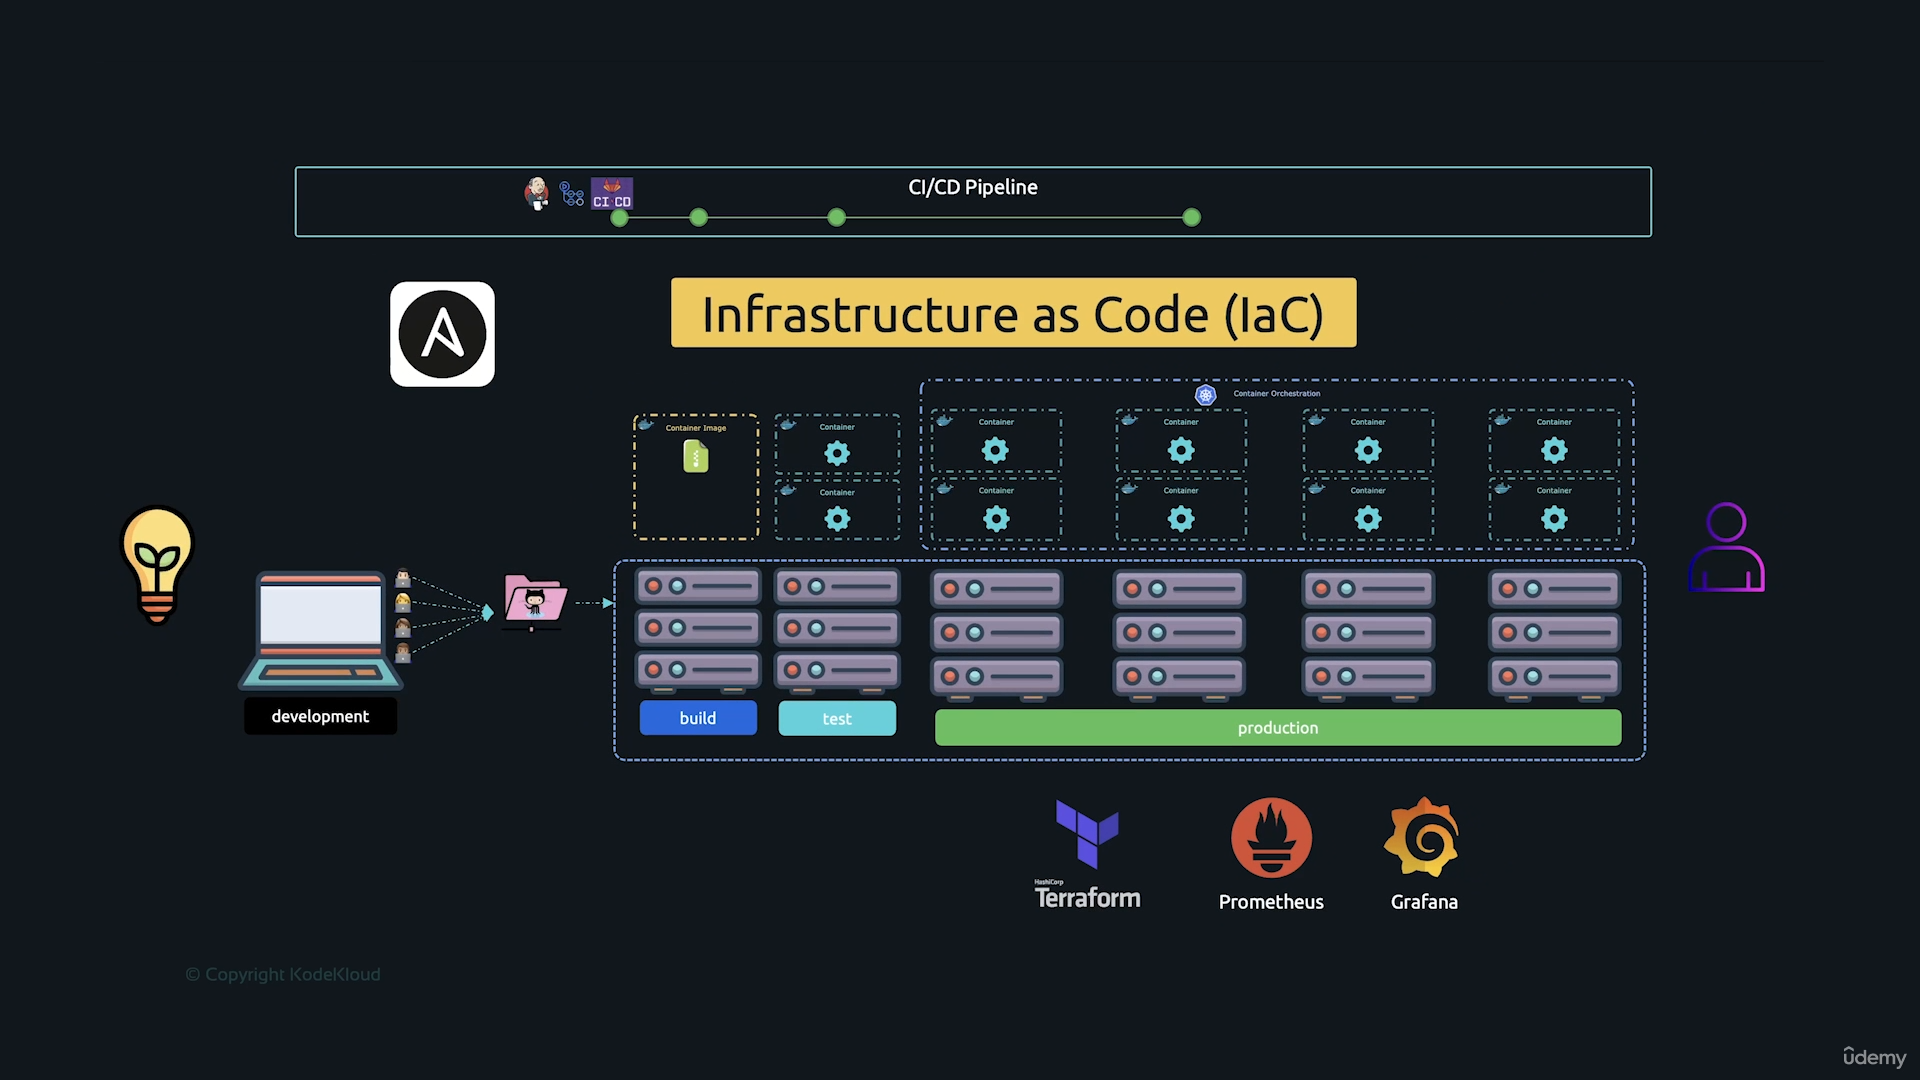 CI/CD Pipeline
CI CD
Infrastructure as Code (IaC)
Container Orchestration
Container Image
Container
Container
Container
Container
Container
Container
Container
Container
Container
Container
development
build
test
production
HashiCorp
Terraform
Prometheus
Grafana
© Copyright KodeKloud
ûdemy